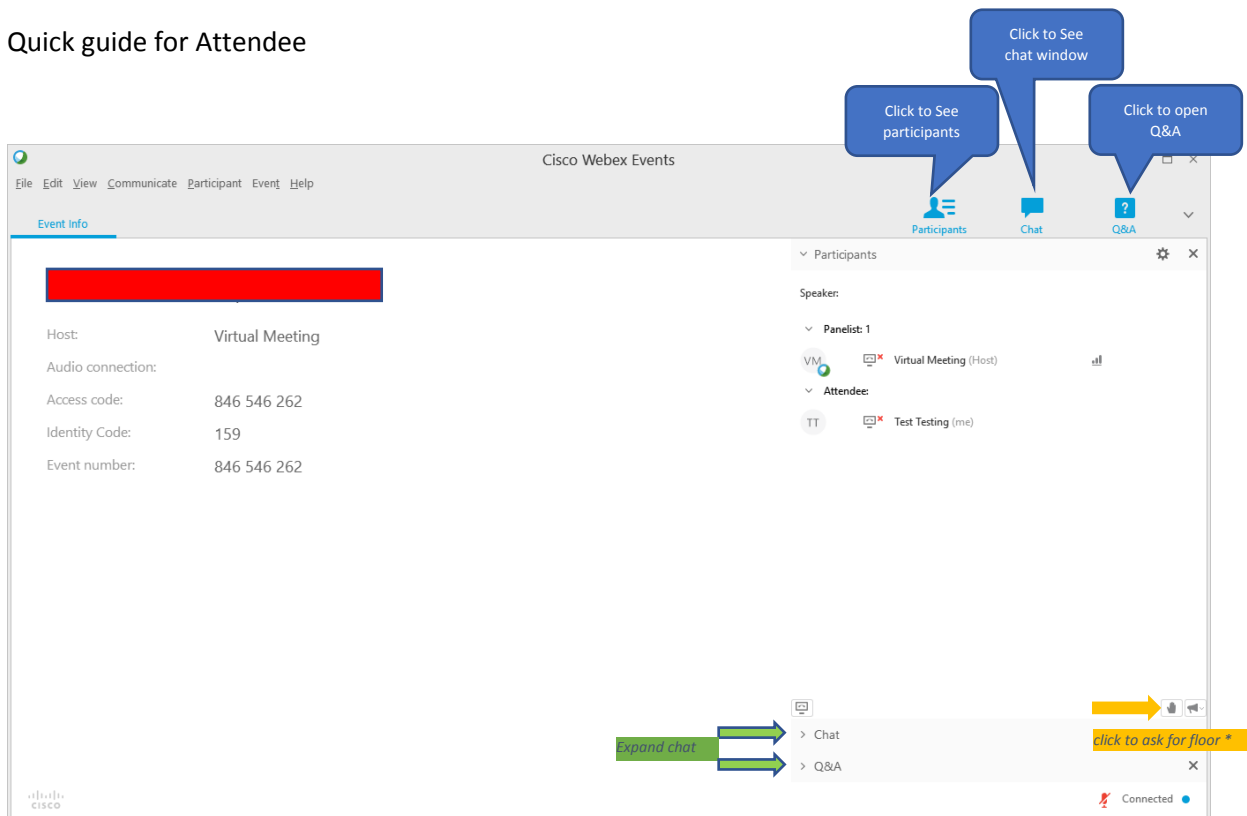 Quick guide for Attendee
Click to See
chat window
Click to See
participants
Click to open
Q&A
Cisco Webex Events
File Edit View Communicate Participant Event Help
Event Info
Participants
Chat
Q&A
Participants
Speaker:
Panelist: 1
VM
Virtual Meeting (Host)
Attendee:
TT
Test Testing (me)
Host:
Virtual Meeting
Audio connection:
Access code:
846 546 262
Identity Code:
159
Event number:
846 546 262
Expand chat
Chat
click to ask for floor *
Q&A
Connected
CISCO